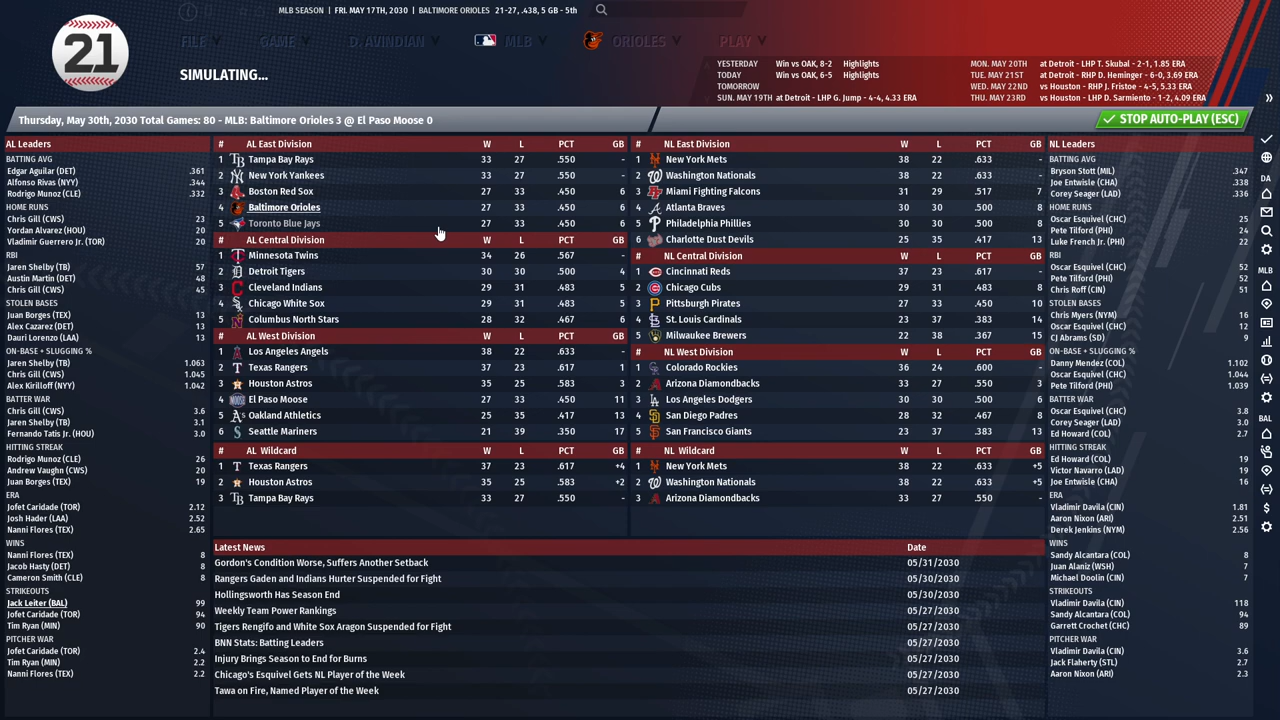 MLB SEASON | FRI. MAY 17TH, 2030 | BALTIMORE ORIOLES 21-27, .438, 5 GB - 5th
FILE GAME D. AVINDIAN MLB ORIOLES PLAY
21
SIMULATING...
YESTERDAY Win vs OAK, 8-2 Highlights
TODAY Win vs OAK, 6-5 Highlights
TOMORROW
SUN. MAY 19TH at Detroit - LHP G. Jump - 4-4, 4.33 ERA
MON. MAY 20TH at Detroit - LHP T. Skubal - 2-1, 1.85 ERA
TUE. MAY 21ST at Detroit - RHP D. Heminger - 6-0, 3.69 ERA
WED. MAY 22ND vs Houston - RHP J. Fristoe - 4-5, 5.33 ERA
THU. MAY 23RD vs Houston - LHP D. Sarmiento - 1-2, 4.09 ERA
Thursday, May 30th, 2030 Total Games: 80 - MLB: Baltimore Orioles 3 @ El Paso Moose 0
STOP AUTO-PLAY (ESC)
AL Leaders
BATTING AVG
Edgar Aguilar (DET) .361
Alfonso Rivas (NYY) .344
Rodrigo Munoz (CLE) .332
HOME RUNS
Chris Gill (CWS) 23
Yordan Alvarez (HOU) 20
Vladimir Guerrero Jr. (TOR) 20
RBI
Jaren Shelby (TB) 57
Austin Martin (DET) 48
Chris Gill (CWS) 45
STOLEN BASES
Juan Borges (TEX) 13
Alex Cazarez (DET) 13
Dauri Lorenzo (LAA) 13
ON-BASE + SLUGGING %
Jaren Shelby (TB) 1.063
Chris Gill (CWS) 1.045
Alex Kirilloff (NYY) 1.042
BATTER WAR
Chris Gill (CWS) 3.6
Jaren Shelby (TB) 3.1
Fernando Tatis Jr. (HOU) 3.0
HITTING STREAK
Rodrigo Munoz (CLE) 26
Andrew Vaughn (CWS) 20
Juan Borges (TEX) 19
ERA
Jofet Caridade (TOR) 2.12
Josh Hader (LAA) 2.52
Nanni Flores (TEX) 2.65
WINS
Nanni Flores (TEX) 8
Jacob Hasty (DET) 8
Cameron Smith (CLE) 8
STRIKEOUTS
Jack Leiter (BAL) 99
Jofet Caridade (TOR) 94
Tim Ryan (MIN) 90
PITCHER WAR
Jofet Caridade (TOR) 2.4
Tim Ryan (MIN) 2.2
Nanni Flores (TEX) 2.2
# AL East Division W L PCT GB
1 Tampa Bay Rays 33 27 .550 -
2 New York Yankees 33 27 .550 -
3 Boston Red Sox 27 33 .450 6
4 Baltimore Orioles 27 33 .450 6
5 Toronto Blue Jays 27 33 .450 6
# AL Central Division W L PCT GB
1 Minnesota Twins 34 26 .567 -
2 Detroit Tigers 30 30 .500 4
3 Cleveland Indians 29 31 .483 5
4 Chicago White Sox 29 31 .483 5
5 Columbus North Stars 28 32 .467 6
# AL West Division W L PCT GB
1 Los Angeles Angels 38 22 .633 -
2 Texas Rangers 37 23 .617 1
3 Houston Astros 35 25 .583 3
4 El Paso Moose 27 33 .450 11
5 Oakland Athletics 25 35 .417 13
6 Seattle Mariners 21 39 .350 17
# AL Wildcard W L PCT GB
1 Texas Rangers 37 23 .617 +4
2 Houston Astros 35 25 .583 +2
3 Tampa Bay Rays 33 27 .550 -
# NL East Division W L PCT GB
1 New York Mets 38 22 .633 -
2 Washington Nationals 38 22 .633 -
3 Miami Fighting Falcons 31 29 .517 7
4 Atlanta Braves 30 30 .500 8
5 Philadelphia Phillies 30 30 .500 8
6 Charlotte Dust Devils 25 35 .417 13
# NL Central Division W L PCT GB
1 Cincinnati Reds 37 23 .617 -
2 Chicago Cubs 29 31 .483 8
3 Pittsburgh Pirates 27 33 .450 10
4 St. Louis Cardinals 23 37 .383 14
5 Milwaukee Brewers 22 38 .367 15
# NL West Division W L PCT GB
1 Colorado Rockies 36 24 .600 -
2 Arizona Diamondbacks 33 27 .550 3
3 Los Angeles Dodgers 30 30 .500 6
4 San Diego Padres 28 32 .467 8
5 San Francisco Giants 23 37 .383 13
# NL Wildcard W L PCT GB
1 New York Mets 38 22 .633 +5
2 Washington Nationals 38 22 .633 +5
3 Arizona Diamondbacks 33 27 .550 -
Latest News Date
Gordon's Condition Worse, Suffers Another Setback 05/31/2030
Rangers Gaden and Indians Hurter Suspended for Fight 05/30/2030
Hollingsworth Has Season End 05/30/2030
Weekly Team Power Rankings 05/27/2030
Tigers Rengifo and White Sox Aragon Suspended for Fight 05/27/2030
BNN Stats: Batting Leaders 05/27/2030
Injury Brings Season to End for Burns 05/27/2030
Chicago's Esquivel Gets NL Player of the Week 05/27/2030
Tawa on Fire, Named Player of the Week 05/27/2030
NL Leaders
BATTING AVG
Bryson Stott (MIL) .347
Joe Entwisle (CHA) .338
Corey Seager (LAD) .336
HOME RUNS
Oscar Esquivel (CHC) 25
Pete Tilford (PHI) 24
Luke French Jr. (PHI) 22
RBI
Oscar Esquivel (CHC) 52
Pete Tilford (PHI) 52
Chris Roff (CIN) 51
STOLEN BASES
Chris Myers (NYM) 16
Oscar Esquivel (CHC) 12
CJ Abrams (SD) 9
ON-BASE + SLUGGING %
Danny Mendez (COL) 1.102
Oscar Esquivel (CHC) 1.044
Pete Tilford (PHI) 1.039
BATTER WAR
Oscar Esquivel (CHC) 3.8
Corey Seager (LAD) 3.0
Ed Howard (COL) 2.7
HITTING STREAK
Ed Howard (COL) 19
Victor Navarro (LAD) 19
Joe Entwisle (CHA) 16
ERA
Vladimir Davila (CIN) 1.81
Aaron Nixon (ARI) 2.51
Derek Jenkins (NYM) 2.56
WINS
Sandy Alcantara (COL) 8
Juan Alaniz (WSH) 7
Michael Doolin (CIN) 7
STRIKEOUTS
Vladimir Davila (CIN) 118
Sandy Alcantara (COL) 94
Garrett Crochet (CHC) 89
PITCHER WAR
Vladimir Davila (CIN) 3.6
Jack Flaherty (STL) 2.7
Aaron Nixon (ARI) 2.3
DA
MLB
BAL